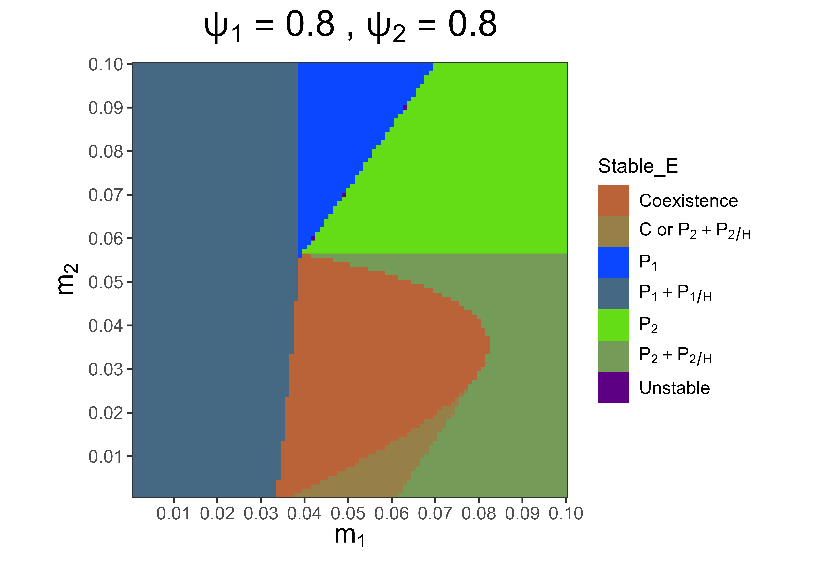 ψ₁ = 0.8 , ψ₂ = 0.8
0.10
0.09
0.08
0.07
0.06
0.05
0.04
0.03
0.02
0.01
m₂
0.01 0.02 0.03 0.04 0.05 0.06 0.07 0.08 0.09 0.10
m₁
Stable_E
Coexistence
C or P₂ + P₂/H
P₁
P₁ + P₁/H
P₂
P₂ + P₂/H
Unstable